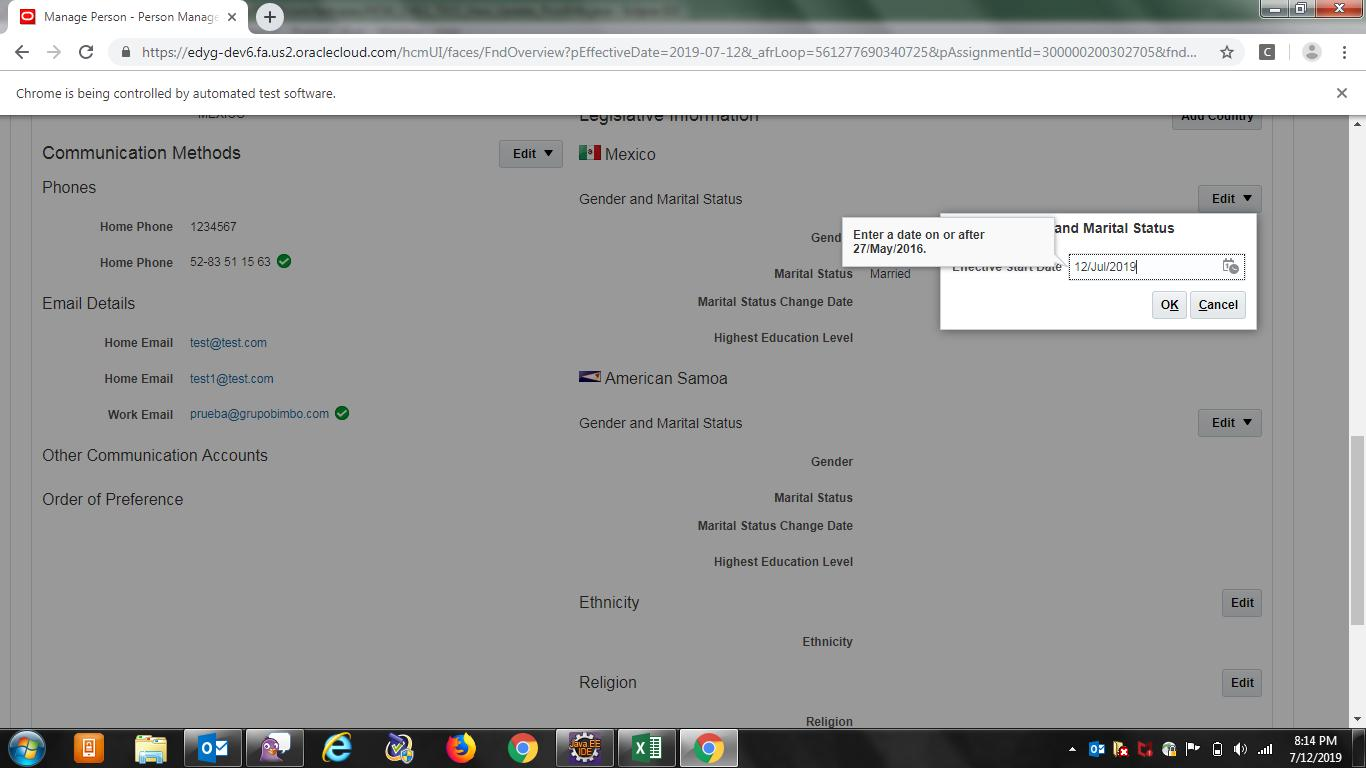 Manage Person - Person Manage
https://edyg-dev6.fa.us2.oraclecloud.com/hcmUI/faces/FndOverview?pEffectiveDate=2019-07-12&_afrLoop=561277690340725&pAssignmentId=300000200302705&fnd...
C
Chrome is being controlled by automated test software.
MEXICO
Legislative Information
Add Country
Communication Methods
Edit
Mexico
Phones
Gender and Marital Status
Edit
Home Phone 1234567
Home Phone 52-83 51 15 63
Marital Status Married
Marital Status Change Date
Highest Education Level
Enter a date on or after
27/May/2016.
and Marital Status
Effective Start Date 12/Jul/2019
OK
Cancel
Email Details
Home Email test@test.com
Home Email test1@test.com
Work Email prueba@grupobimbo.com
Other Communication Accounts
Order of Preference
American Samoa
Gender and Marital Status
Edit
Gender
Marital Status
Marital Status Change Date
Highest Education Level
Ethnicity
Edit
Ethnicity
Religion
Edit
Religion
Java EE
IDE
8:14 PM
7/12/2019